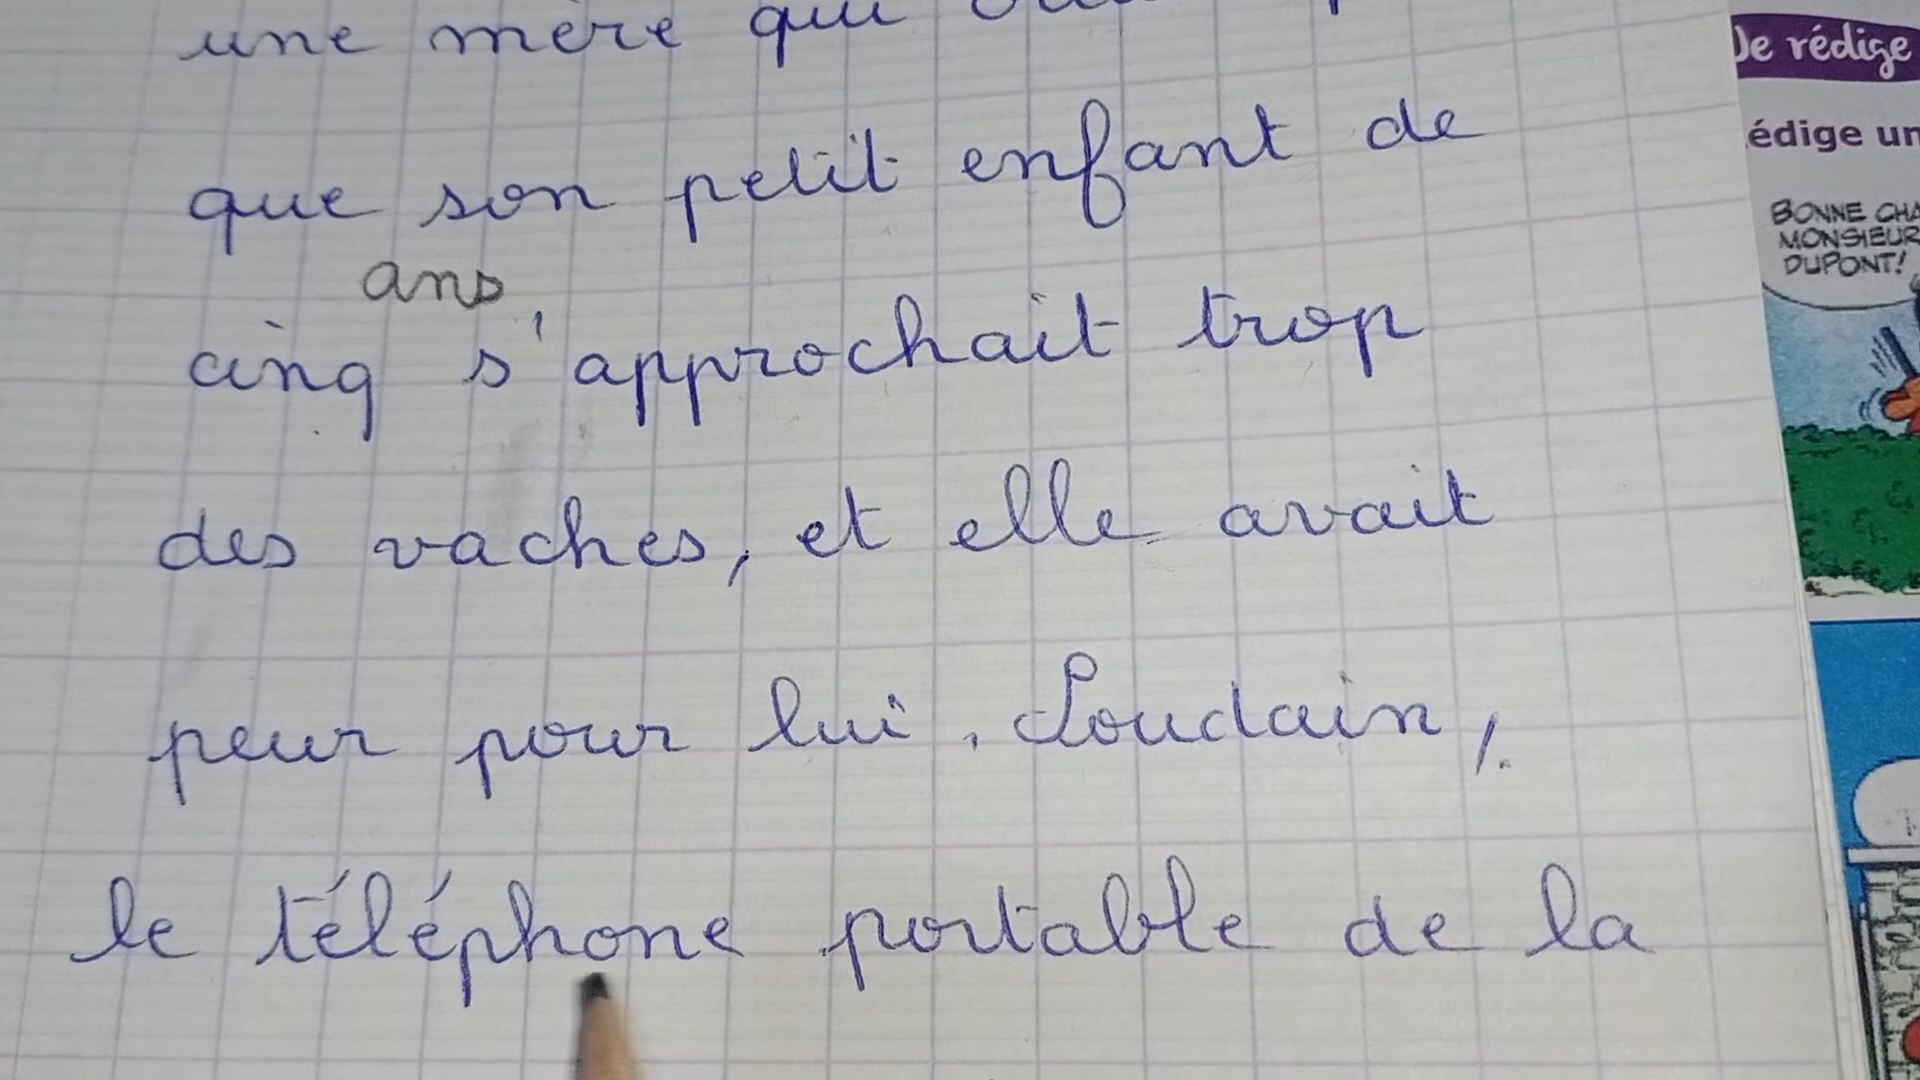 une mère qui
que son petit enfant de
ans,
cinq s'approchait trop
des vaches, et elle avait
peur pour lui. Soudain,
le téléphone portable de la
Je rédige
édige un
BONNE CHA
MONSIEUR
DUPONT!